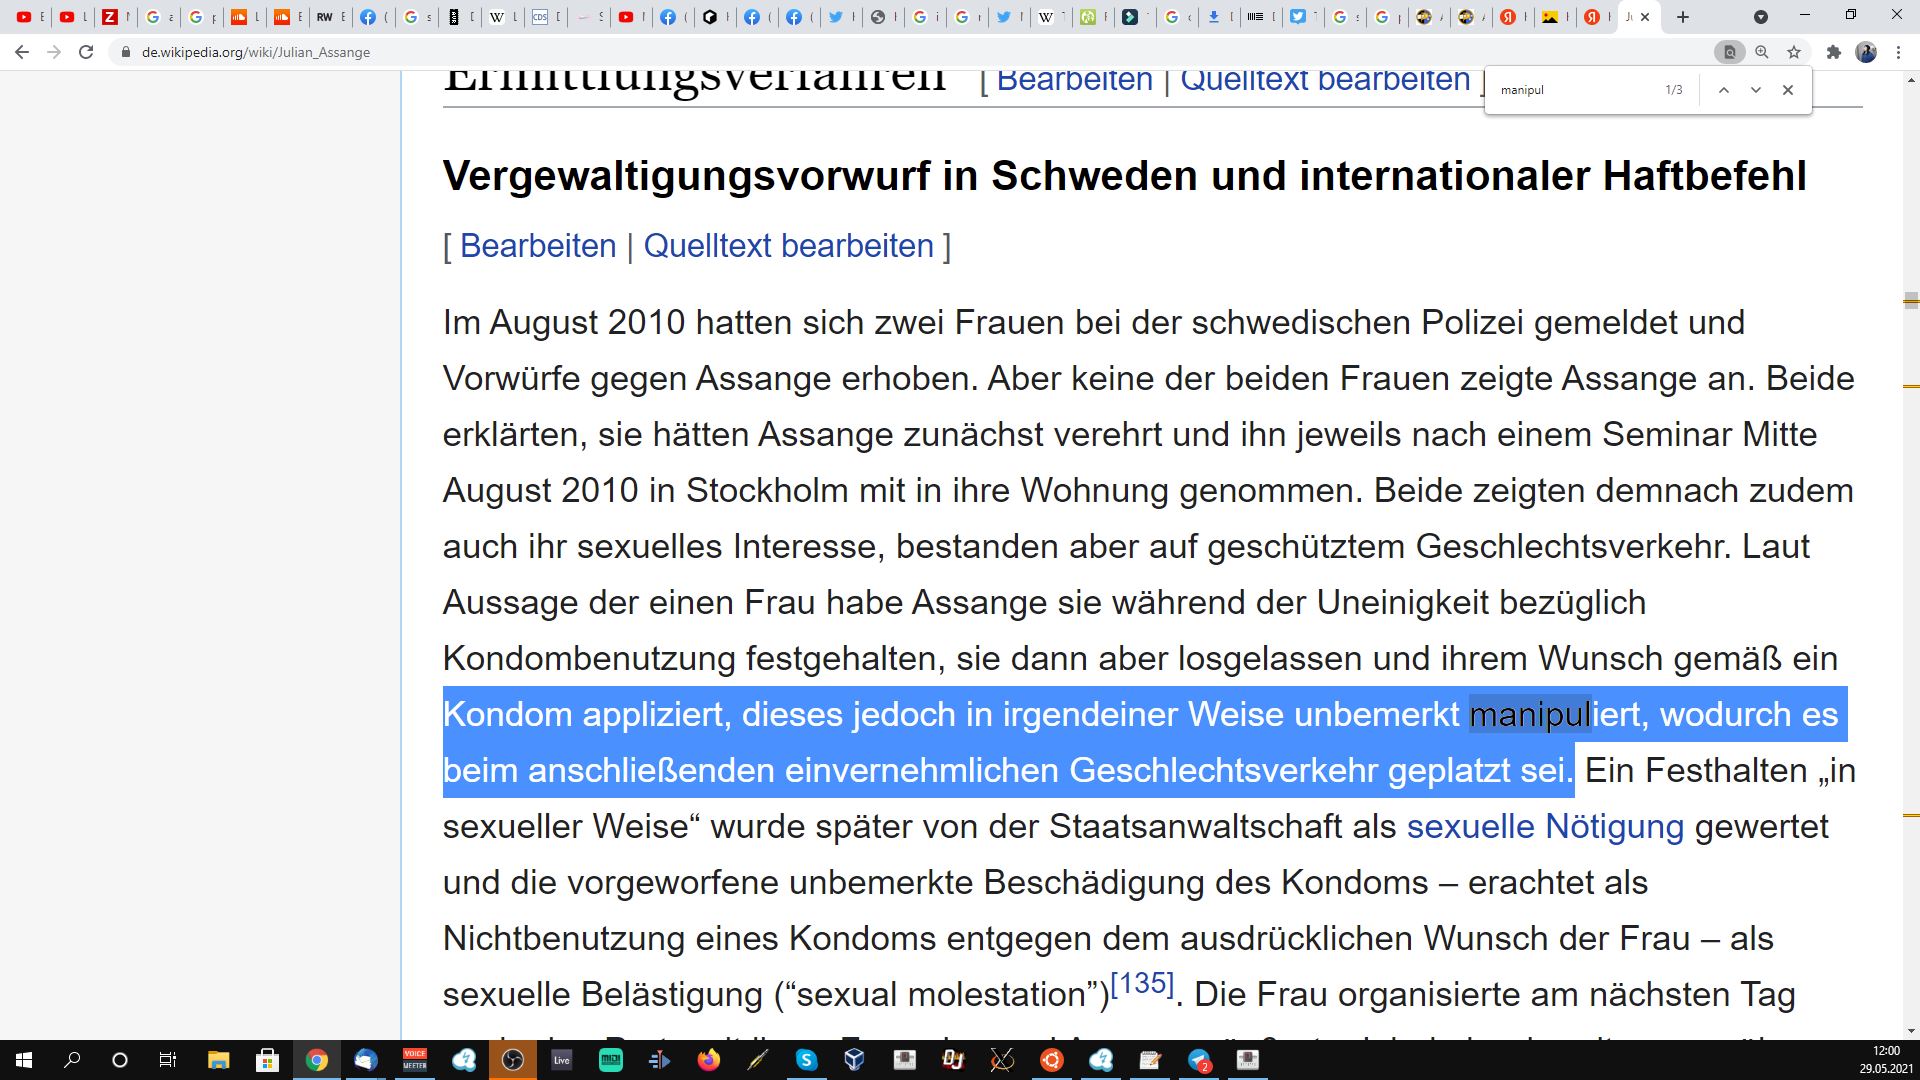 de.wikipedia.org/wiki/Julian_Assange
manipul 1/3
Ermittlungsverfahren [ Bearbeiten | Quelltext bearbeiten ]
Vergewaltigungsvorwurf in Schweden und internationaler Haftbefehl
[ Bearbeiten | Quelltext bearbeiten ]
Im August 2010 hatten sich zwei Frauen bei der schwedischen Polizei gemeldet und
Vorwürfe gegen Assange erhoben. Aber keine der beiden Frauen zeigte Assange an. Beide
erklärten, sie hätten Assange zunächst verehrt und ihn jeweils nach einem Seminar Mitte
August 2010 in Stockholm mit in ihre Wohnung genommen. Beide zeigten demnach zudem
auch ihr sexuelles Interesse, bestanden aber auf geschütztem Geschlechtsverkehr. Laut
Aussage der einen Frau habe Assange sie während der Uneinigkeit bezüglich
Kondombenutzung festgehalten, sie dann aber losgelassen und ihrem Wunsch gemäß ein
Kondom appliziert, dieses jedoch in irgendeiner Weise unbemerkt manipuliert, wodurch es
beim anschließenden einvernehmlichen Geschlechtsverkehr geplatzt sei. Ein Festhalten „in
sexueller Weise“ wurde später von der Staatsanwaltschaft als sexuelle Nötigung gewertet
und die vorgeworfene unbemerkte Beschädigung des Kondoms – erachtet als
Nichtbenutzung eines Kondoms entgegen dem ausdrücklichen Wunsch der Frau – als
sexuelle Belästigung (“sexual molestation”)[135]. Die Frau organisierte am nächsten Tag
VOICE
MEETER
Live
MIDI
2
12:00
29.05.2021